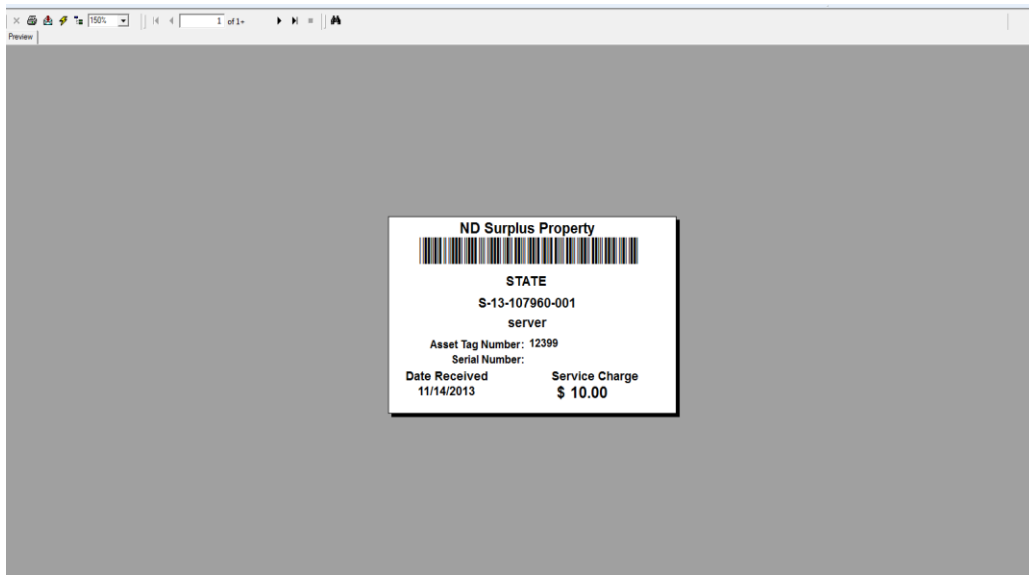 150%
1 of 1+
Preview
ND Surplus Property
STATE
S-13-107960-001
server
Asset Tag Number: 12399
Serial Number:
Date Received Service Charge
11/14/2013 $ 10.00